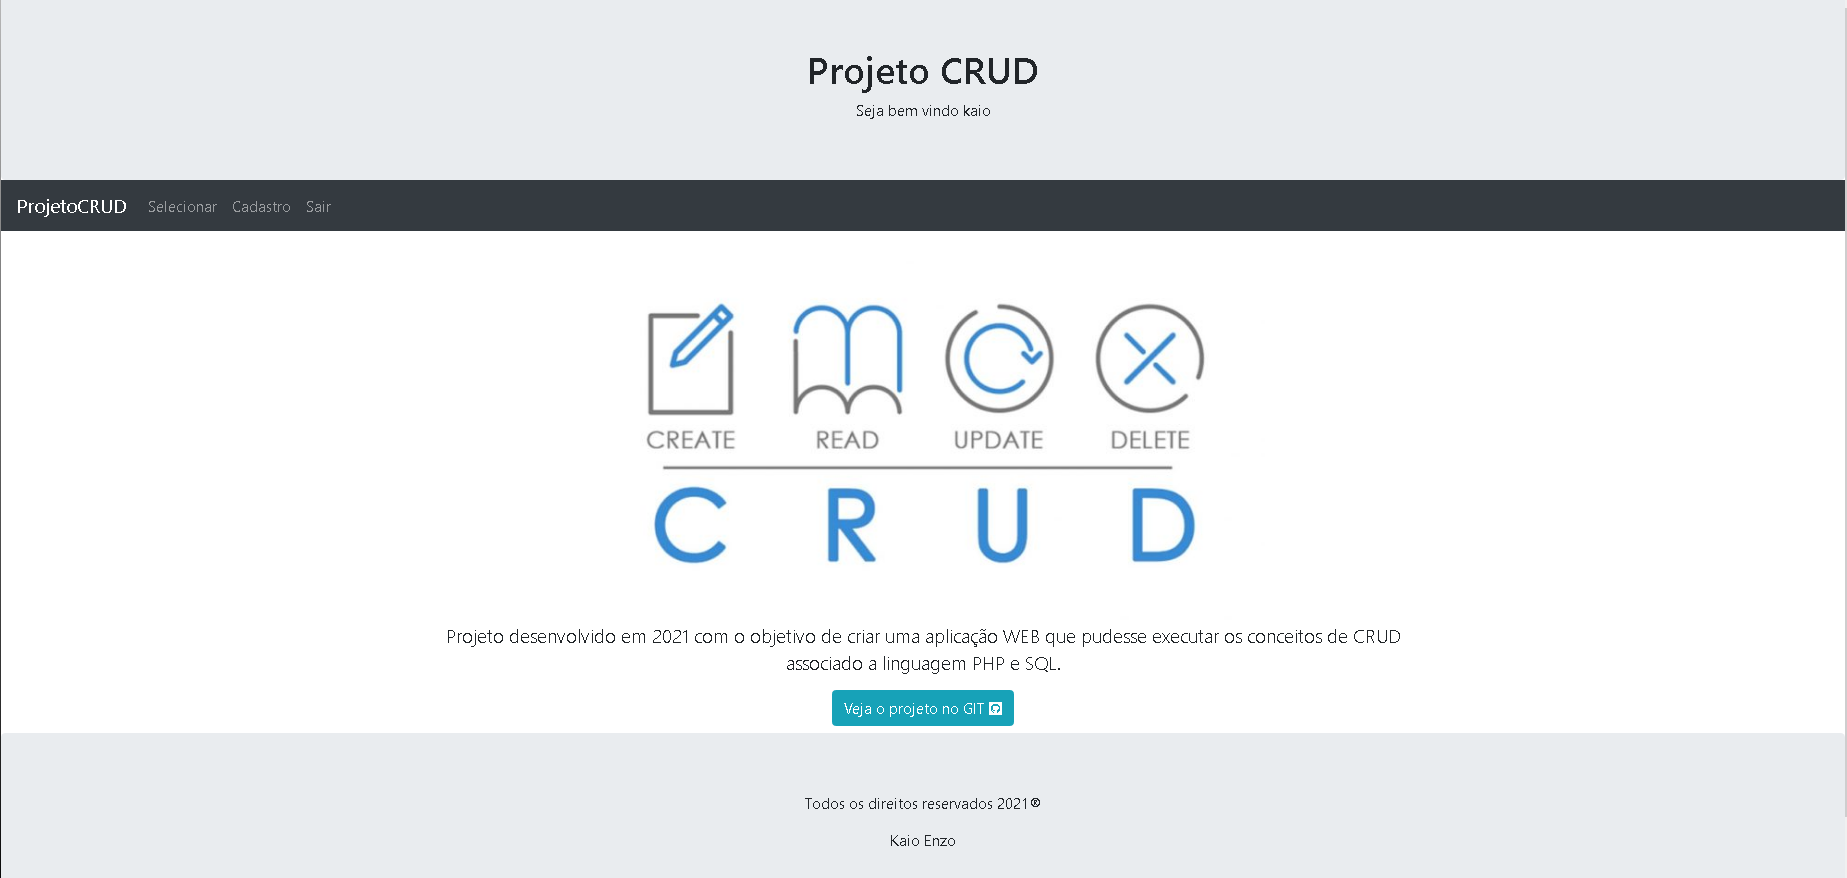 Projeto CRUD
Seja bem vindo kaio
ProjetoCRUD Selecionar Cadastro Sair
CREATE READ UPDATE DELETE
C R U D
Projeto desenvolvido em 2021 com o objetivo de criar uma aplicação WEB que pudesse executar os conceitos de CRUD
associado a linguagem PHP e SQL.
Veja o projeto no GIT
Todos os direitos reservados 2021®
Kaio Enzo